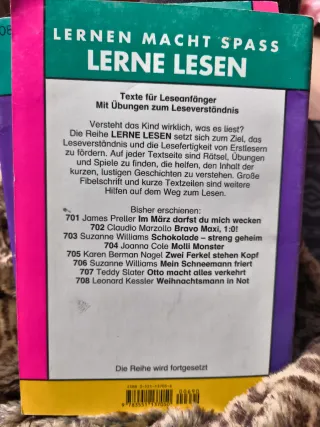 LERNEN MACHT SPASS
LERNE LESEN
Texte für Leseanfänger
Mit Übungen zum Leseverständnis
Versteht das Kind wirklich, was es liest?
Die Reihe LERNE LESEN setzt sich zum Ziel, das
Leseverständnis und die Lesefertigkeit von Erstlesern
zu fördern. Auf jeder Textseite sind Rätsel, Übungen
und Spiele zu finden, die helfen, den Inhalt der
kurzen, lustigen Geschichten zu verstehen. Große
Fibelschrift und kurze Textzeilen sind weitere
Hilfen auf dem Weg zum Lesen.
Bisher erschienen:
701 James Preller Im März darfst du mich wecken
702 Claudio Marzollo Bravo Maxi, 1:0!
703 Suzanne Williams Schokolade – streng geheim
704 Joanna Cole Molli Monster
705 Karen Berman Nagel Zwei Ferkel stehen Kopf
706 Suzanne Williams Mein Schneemann friert
707 Teddy Slater Otto macht alles verkehrt
708 Leonard Kessler Weihnachtsmann in Not
Die Reihe wird fortgesetzt
00690